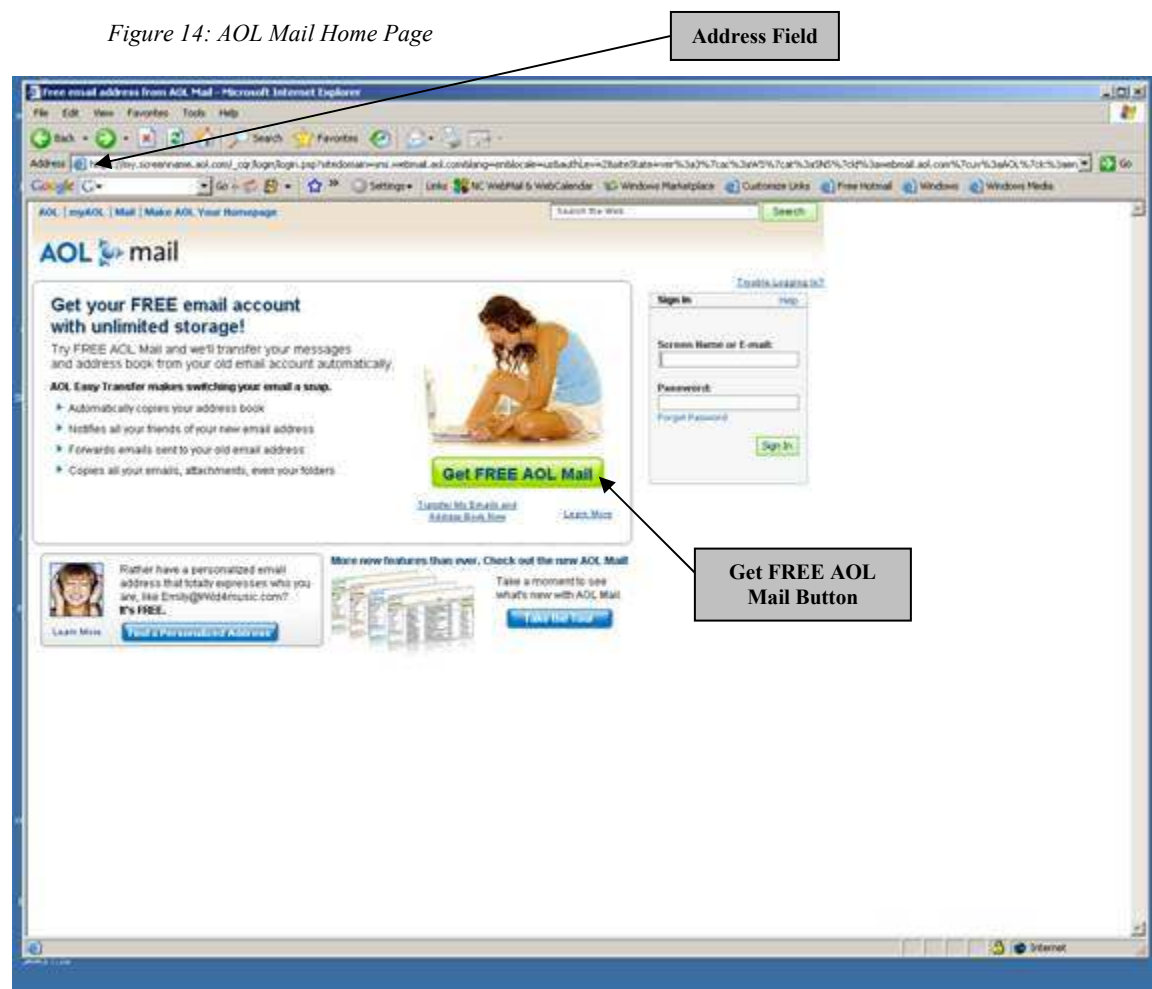 Figure 14: AOL Mail Home Page
Address Field
Free email address from AOL Mail - Microsoft Internet Explorer
File Edit View Favorites Tools Help
Back Search Favorites
Address Go
Google Go Settings Links NC WebMail & WebCalendar Windows Marketplace Customize Links Free Hotmail Windows Windows Media
AOL | myAOL | Mail | Make AOL Your Homepage
Search the Web Search
AOL mail
Trouble Logging In?
Get your FREE email account
with unlimited storage!
Try FREE AOL Mail and we'll transfer your messages
and address book from your old email account automatically.
AOL Easy Transfer makes switching your email a snap.
Automatically copies your address book
Notifies all your friends of your new email address
Forwards emails sent to your old email address
Copies all your emails, attachments, even your folders
Get FREE AOL Mail
Transfer My Emails and
Address Book Now
Learn More
Sign In Help
Screen Name or E-mail:
Password:
Forgot Password
Sign In
Get FREE AOL
Mail Button
Rather have a personalized email
address that totally expresses who you
are, like Emily@Wild4music.com?
It's FREE.
Learn More
Find a Personalized Address
More new features than ever. Check out the new AOL Mail!
Take a moment to see
what's new with AOL Mail
Take the Tour
Internet